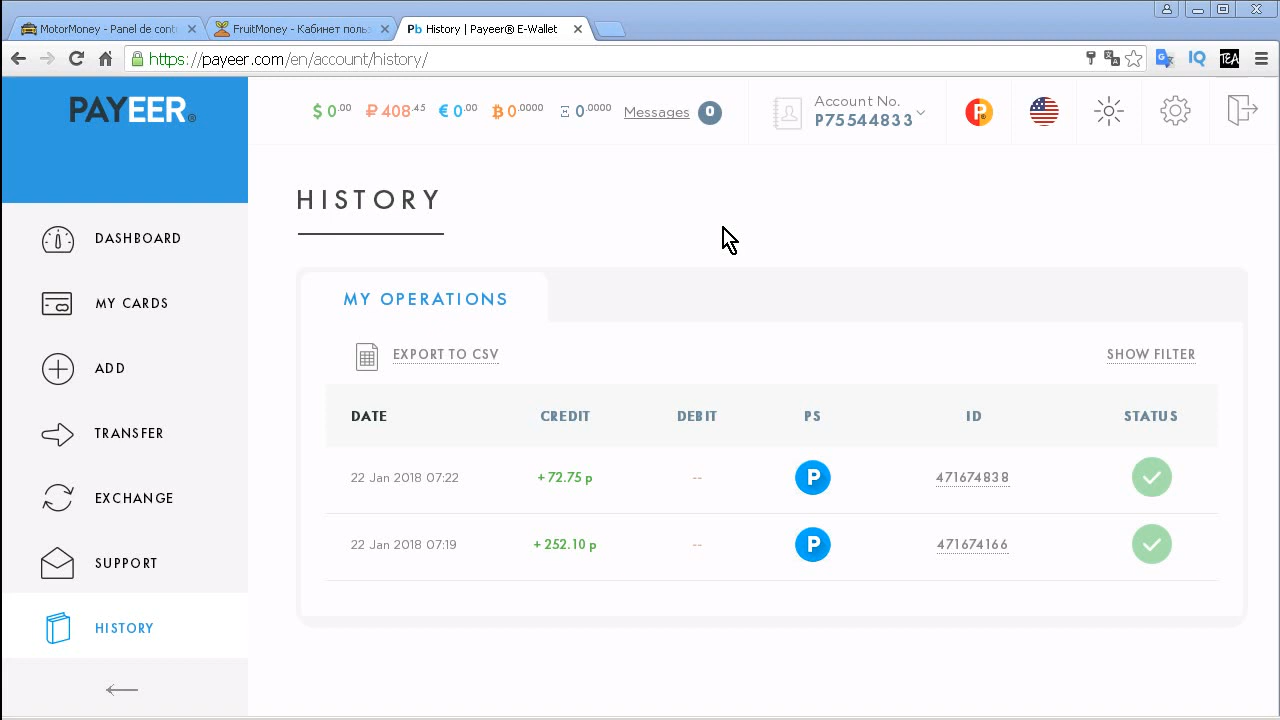 MotorMoney - Panel de cont
FruitMoney - Кабинет польз
Pb History | Payeer® E-Wallet
https://payeer.com/en/account/history/
IQ
TEA
PAYEER®
$ 0.00
₽ 408.45
€ 0.00
0.0000
0.0000
Messages
0
Account No.
P75544833
HISTORY
DASHBOARD
MY CARDS
ADD
TRANSFER
EXCHANGE
SUPPORT
HISTORY
MY OPERATIONS
EXPORT TO CSV
SHOW FILTER
DATE CREDIT DEBIT PS ID STATUS
22 Jan 2018 07:22 + 72.75 р -- P 471674838
22 Jan 2018 07:19 + 252.10 р -- P 471674166